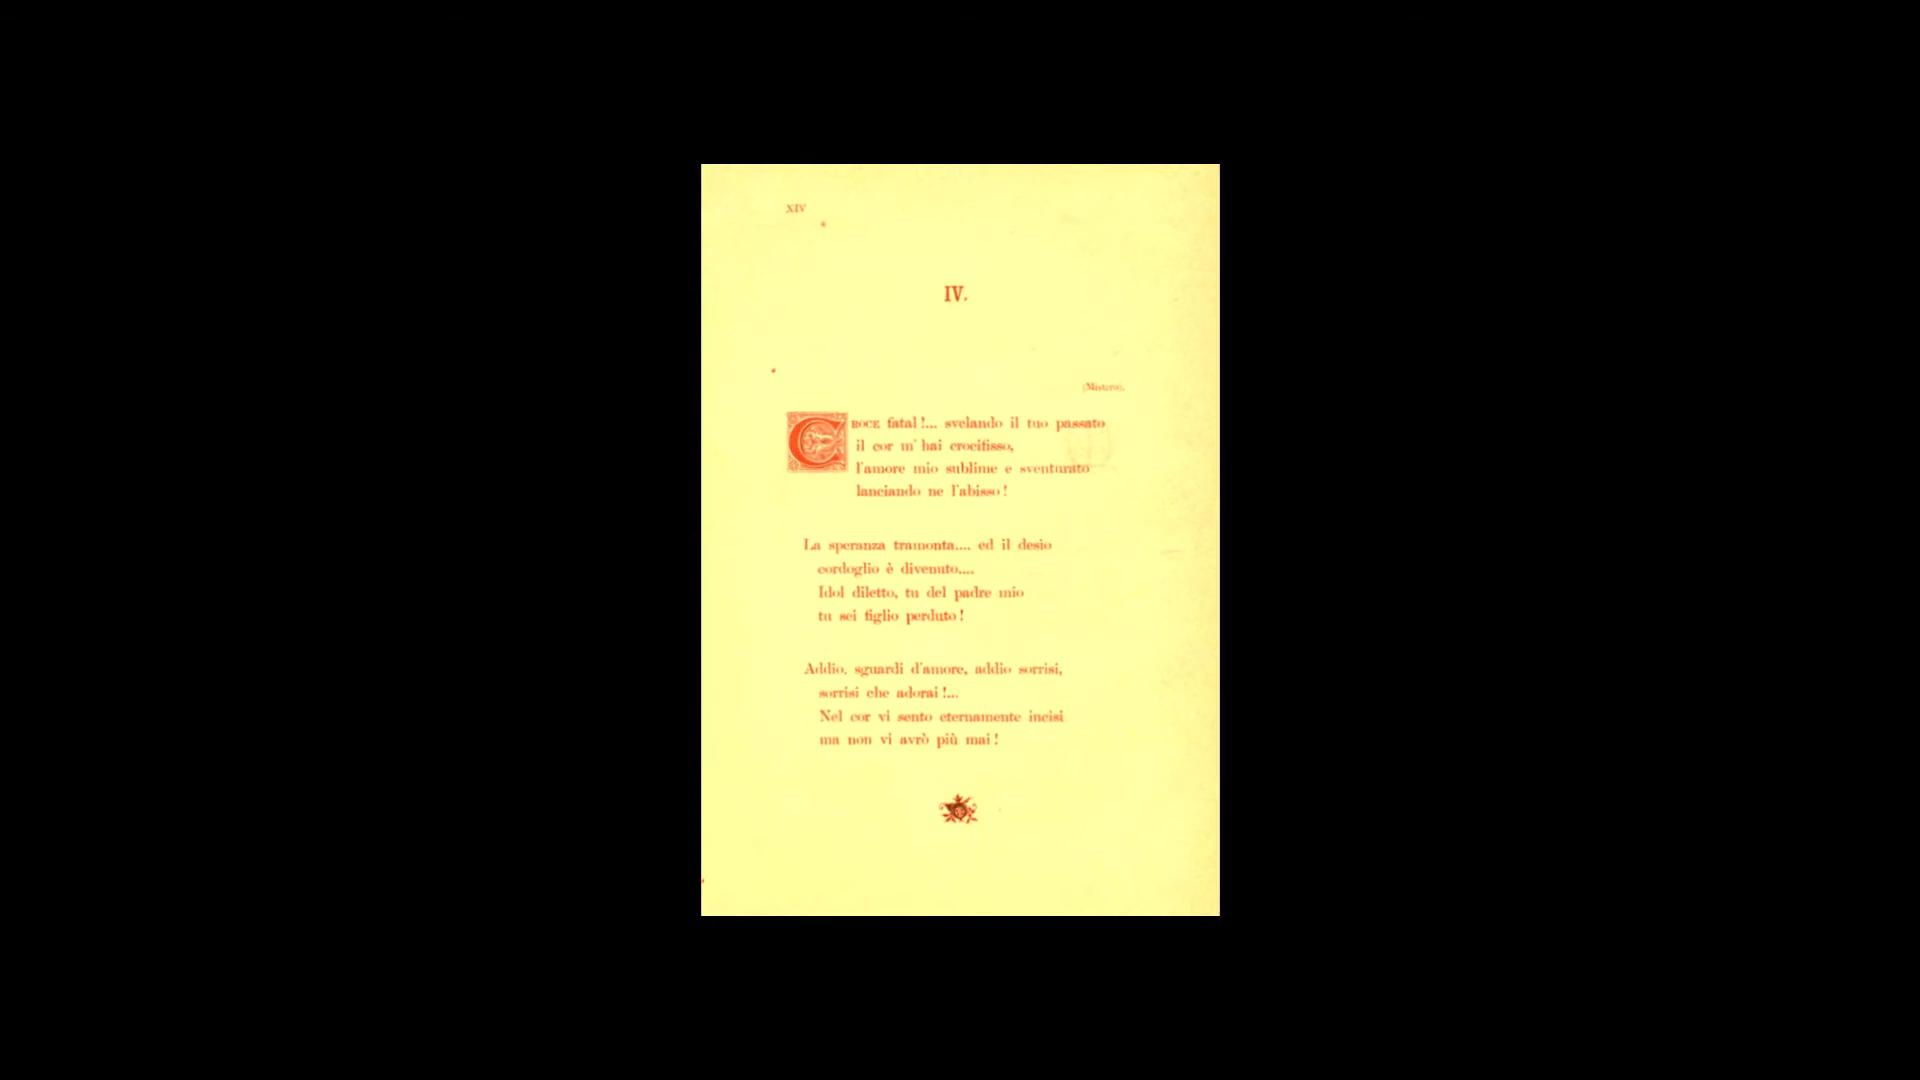 XIV
IV.
(Mistero).
CROCE fatal!... svelando il tuo passato
il cor m' hai crocifisso,
l'amore mio sublime e sventurato
lanciando ne l'abisso!
La speranza tramonta.... ed il desio
cordoglio è divenuto....
Idol diletto, tu del padre mio
tu sei figlio perduto!
Addio, sguardi d'amore, addio sorrisi,
sorrisi che adorai!...
Nel cor vi sento eternamente incisi
ma non vi avrò più mai!